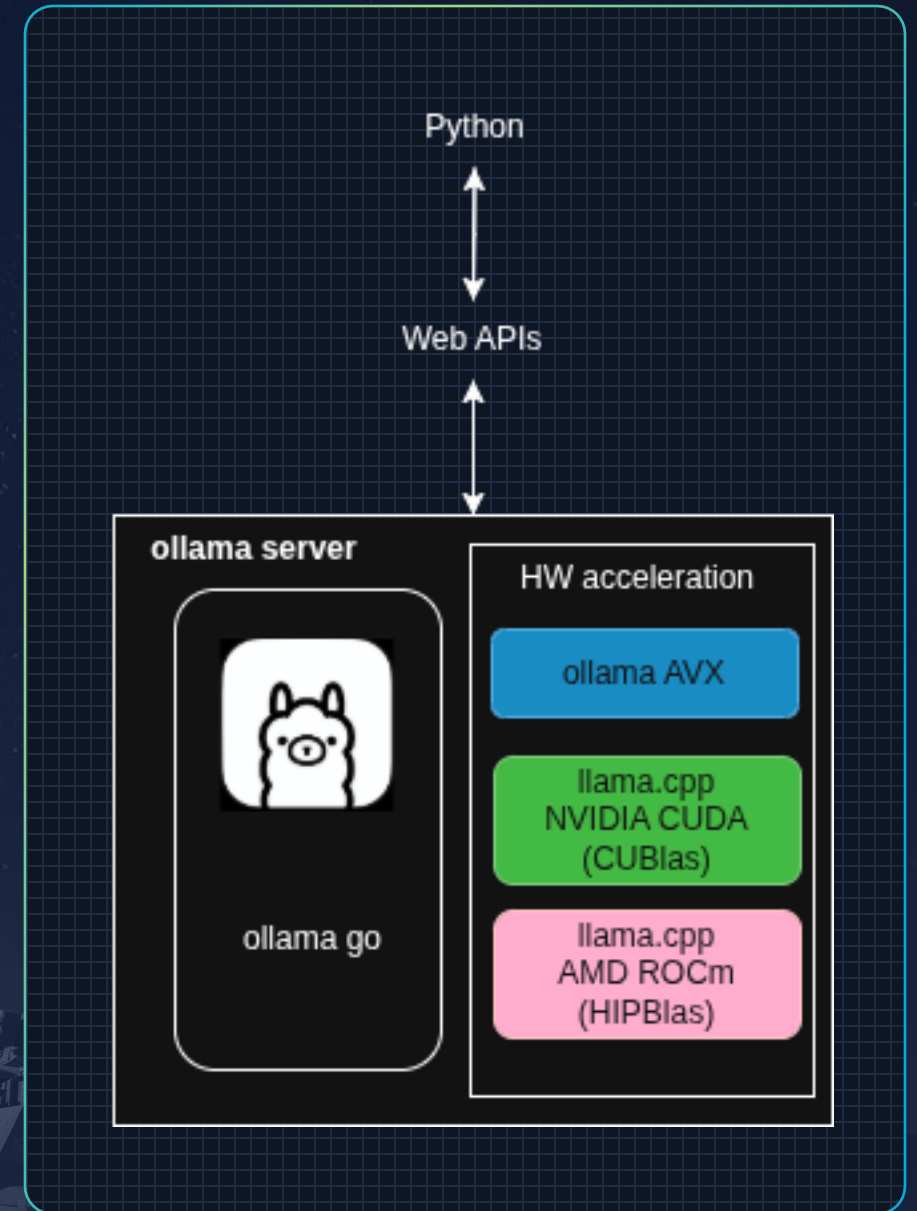 Python
Web APIs
ollama server
HW acceleration
ollama AVX
llama.cpp
NVIDIA CUDA
(CUBlas)
ollama go
llama.cpp
AMD ROCm
(HIPBlas)